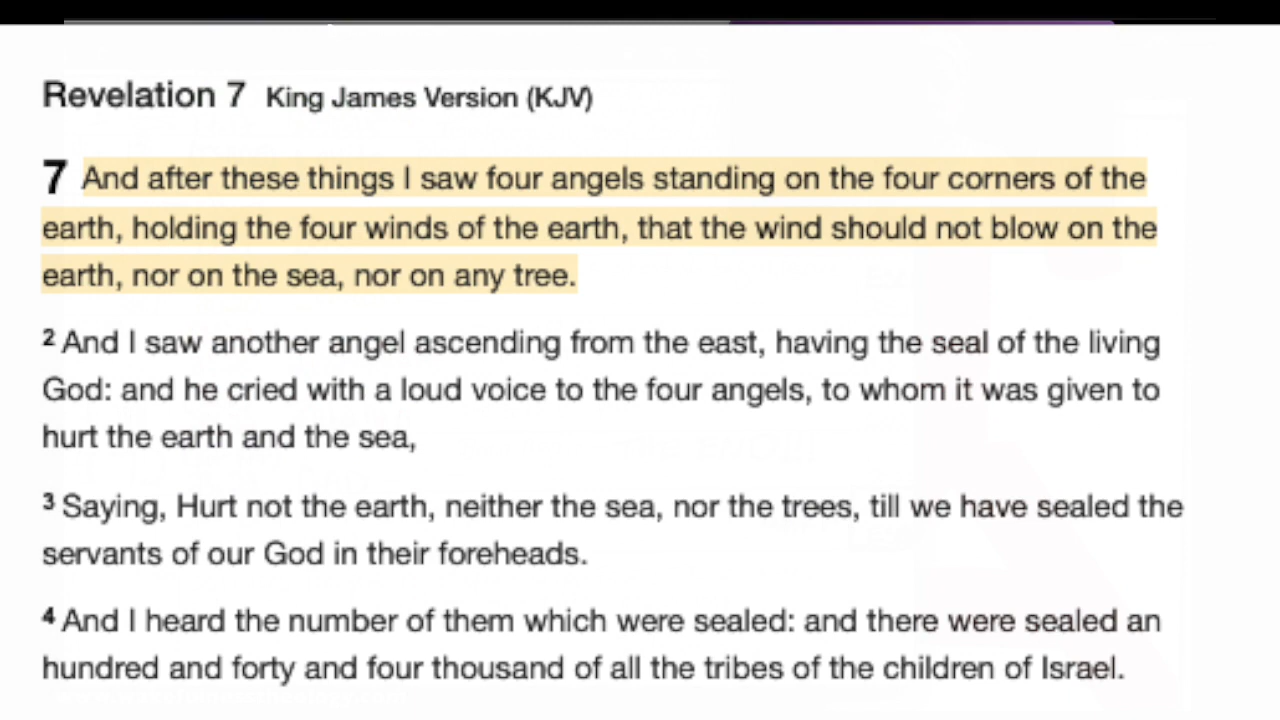 Revelation 7 King James Version (KJV)
7 And after these things I saw four angels standing on the four corners of the
earth, holding the four winds of the earth, that the wind should not blow on the
earth, nor on the sea, nor on any tree.
2 And I saw another angel ascending from the east, having the seal of the living
God: and he cried with a loud voice to the four angels, to whom it was given to
hurt the earth and the sea,
3 Saying, Hurt not the earth, neither the sea, nor the trees, till we have sealed the
servants of our God in their foreheads.
4 And I heard the number of them which were sealed: and there were sealed an
hundred and forty and four thousand of all the tribes of the children of Israel.